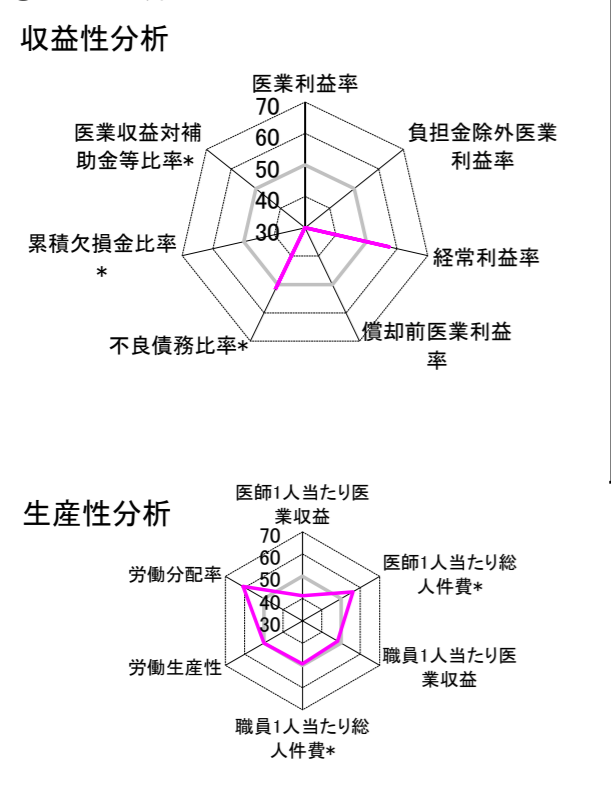 収益性分析
医業利益率
70
60
50
40
30
負担金除外医業
利益率
経常利益率
償却前医業利益
率
不良債務比率*
累積欠損金比率
*
医業収益対補
助金等比率*
生産性分析
医師1人当たり医
業収益
70
60
50
40
30
医師1人当たり総
人件費*
職員1人当たり医
業収益
職員1人当たり総
人件費*
労働生産性
労働分配率